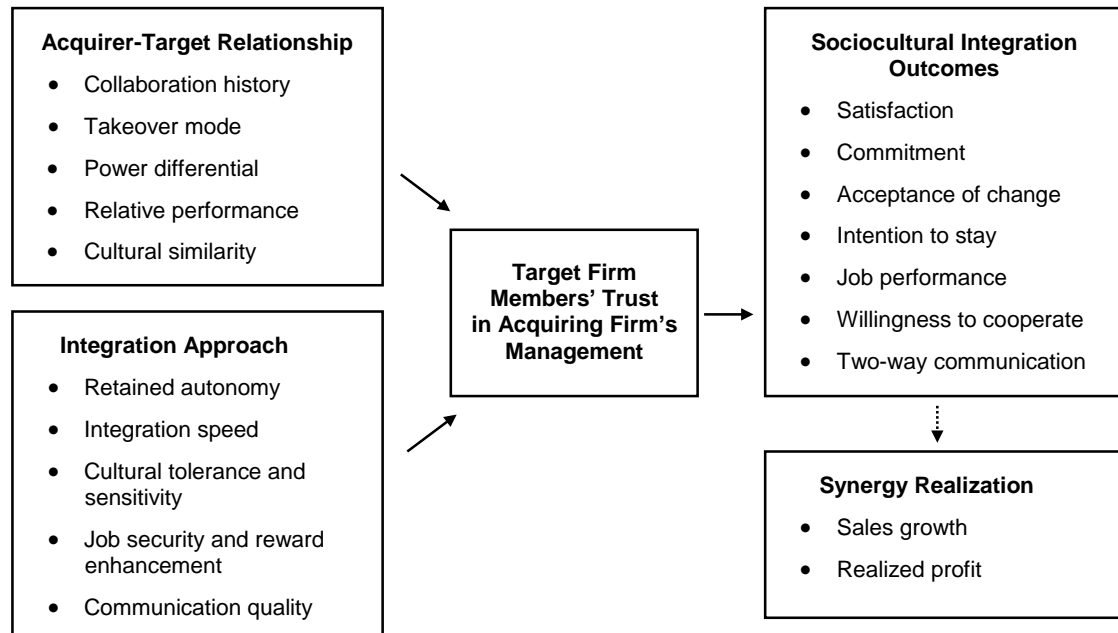 Acquirer-Target Relationship
• Collaboration history
• Takeover mode
• Power differential
• Relative performance
• Cultural similarity
Integration Approach
• Retained autonomy
• Integration speed
• Cultural tolerance and
sensitivity
• Job security and reward
enhancement
• Communication quality
Target Firm
Members’ Trust
in Acquiring Firm’s
Management
Sociocultural Integration
Outcomes
• Satisfaction
• Commitment
• Acceptance of change
• Intention to stay
• Job performance
• Willingness to cooperate
• Two-way communication
Synergy Realization
• Sales growth
• Realized profit